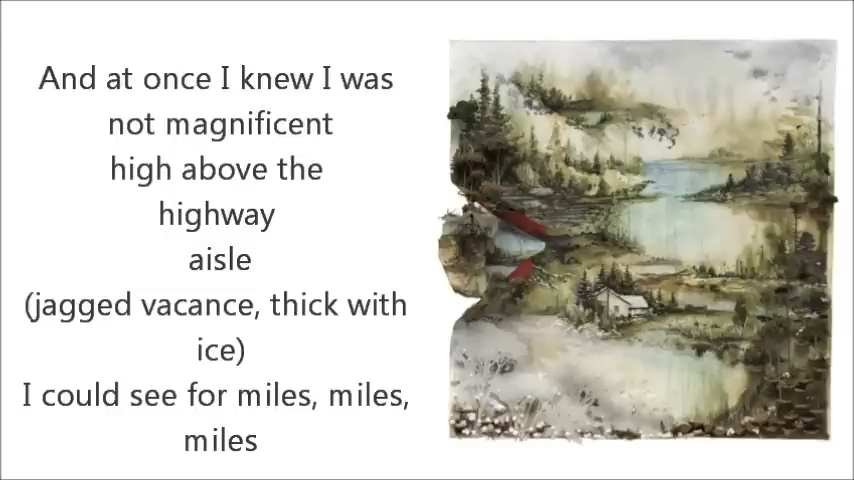 And at once I knew I was
not magnificent
high above the
highway
aisle
(jagged vacance, thick with
ice)
I could see for miles, miles,
miles